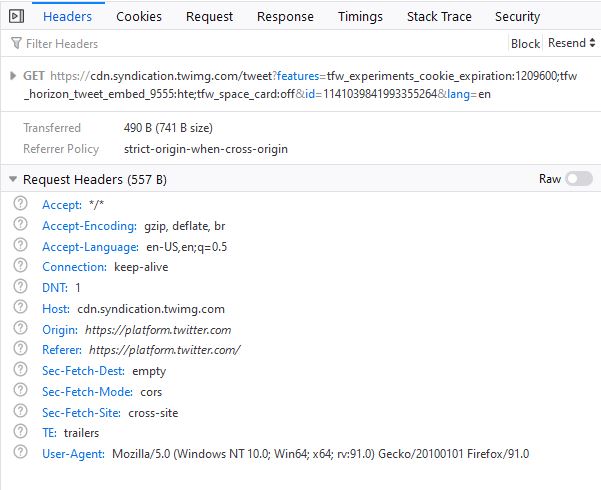 Headers Cookies Request Response Timings Stack Trace Security
Filter Headers Block Resend
GET https://cdn.syndication.twimg.com/tweet?features=tfw_experiments_cookie_expiration:1209600;tfw
_horizon_tweet_embed_9555:hte;tfw_space_card:off&id=1141039841993355264&lang=en
Transferred 490 B (741 B size)
Referrer Policy strict-origin-when-cross-origin
Request Headers (557 B) Raw
Accept: */*
Accept-Encoding: gzip, deflate, br
Accept-Language: en-US,en;q=0.5
Connection: keep-alive
DNT: 1
Host: cdn.syndication.twimg.com
Origin: https://platform.twitter.com
Referer: https://platform.twitter.com/
Sec-Fetch-Dest: empty
Sec-Fetch-Mode: cors
Sec-Fetch-Site: cross-site
TE: trailers
User-Agent: Mozilla/5.0 (Windows NT 10.0; Win64; x64; rv:91.0) Gecko/20100101 Firefox/91.0